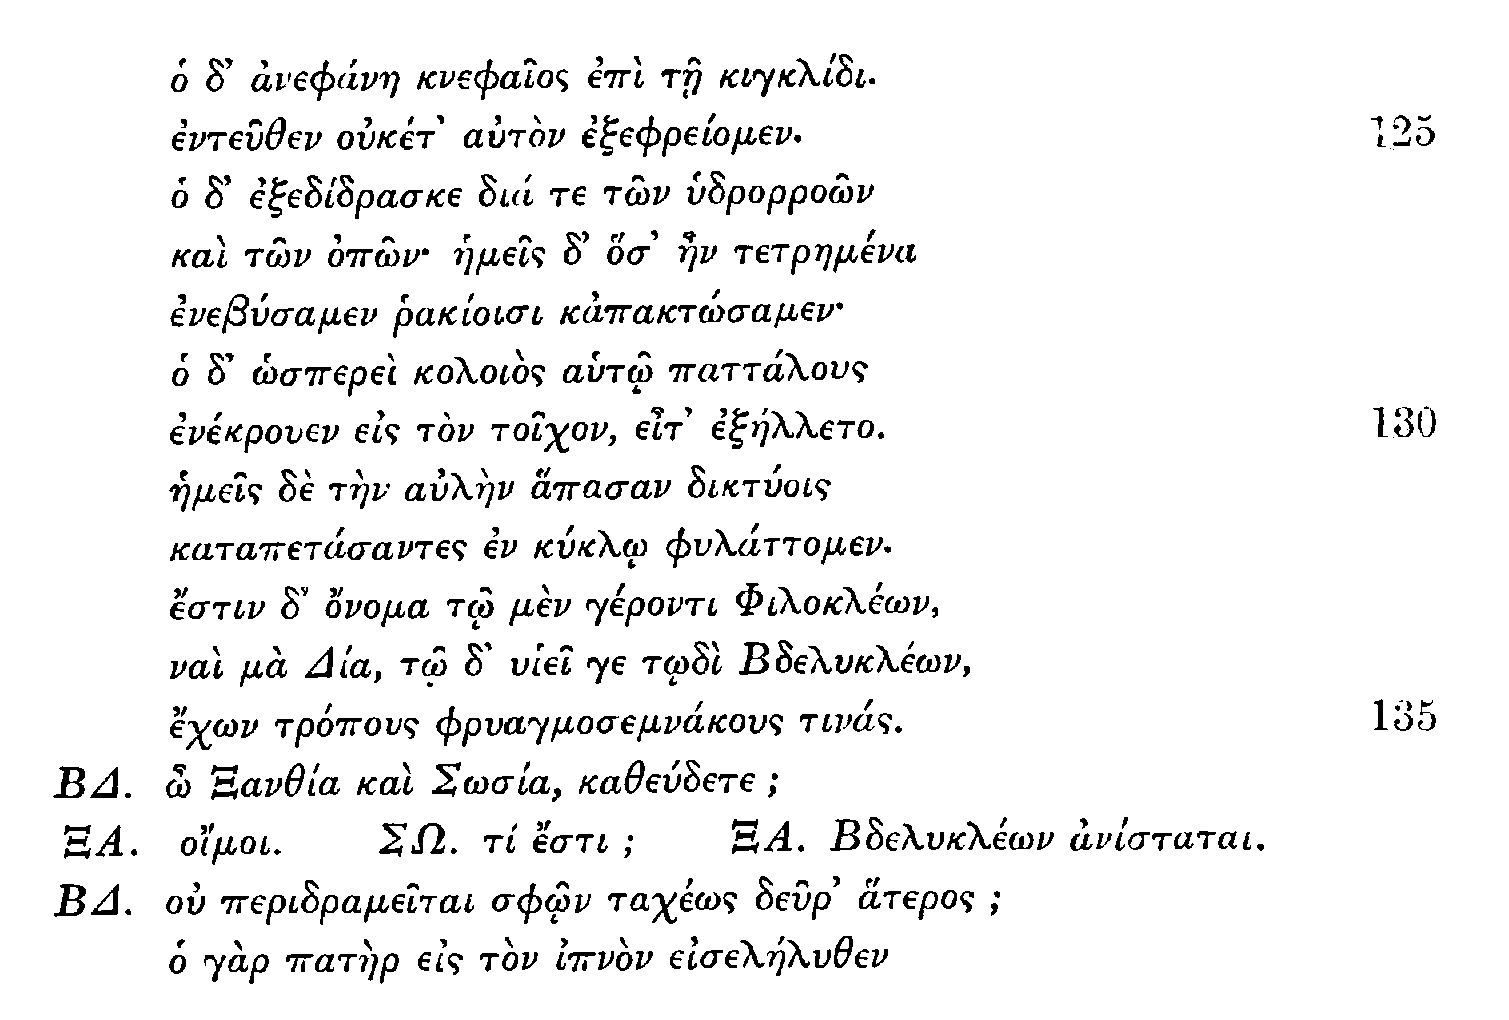 ὁ δ’ ἀνεφάνη κνεφαῖος ἐπὶ τῇ κιγκλίδι.
ἐντεῦθεν οὐκέτ’ αὐτὸν ἐξεφρείομεν. 125
ὁ δ’ ἐξεδίδρασκε διά τε τῶν ὑδρορροῶν
καὶ τῶν ὀπῶν· ἡμεῖς δ’ ὅσ’ ἦν τετρημένα
ἐνεβύσαμεν ῥακίοισι κἀπακτώσαμεν·
ὁ δ’ ὡσπερεὶ κολοιὸς αὑτῷ παττάλους
ἐνέκρουεν εἰς τὸν τοῖχον, εἶτ’ ἐξήλλετο. 130
ἡμεῖς δὲ τὴν αὐλὴν ἅπασαν δικτύοις
καταπετάσαντες ἐν κύκλῳ φυλάττομεν.
ἔστιν δ’ ὄνομα τῷ μὲν γέροντι Φιλοκλέων,
ναὶ μὰ Δία, τῷ δ’ υἱεῖ γε τῳδὶ Βδελυκλέων,
ἔχων τρόπους φρυαγμοσεμνάκους τινάς. 135
ΒΔ. ὦ Ξανθία καὶ Σωσία, καθεύδετε ;
ΞΑ. οἴμοι. ΣΩ. τί ἔστι ; ΞΑ. Βδελυκλέων ἀνίσταται.
ΒΔ. οὐ περιδραμεῖται σφῷν ταχέως δεῦρ’ ἅτερος ;
ὁ γὰρ πατὴρ εἰς τὸν ἰπνὸν εἰσελήλυθεν